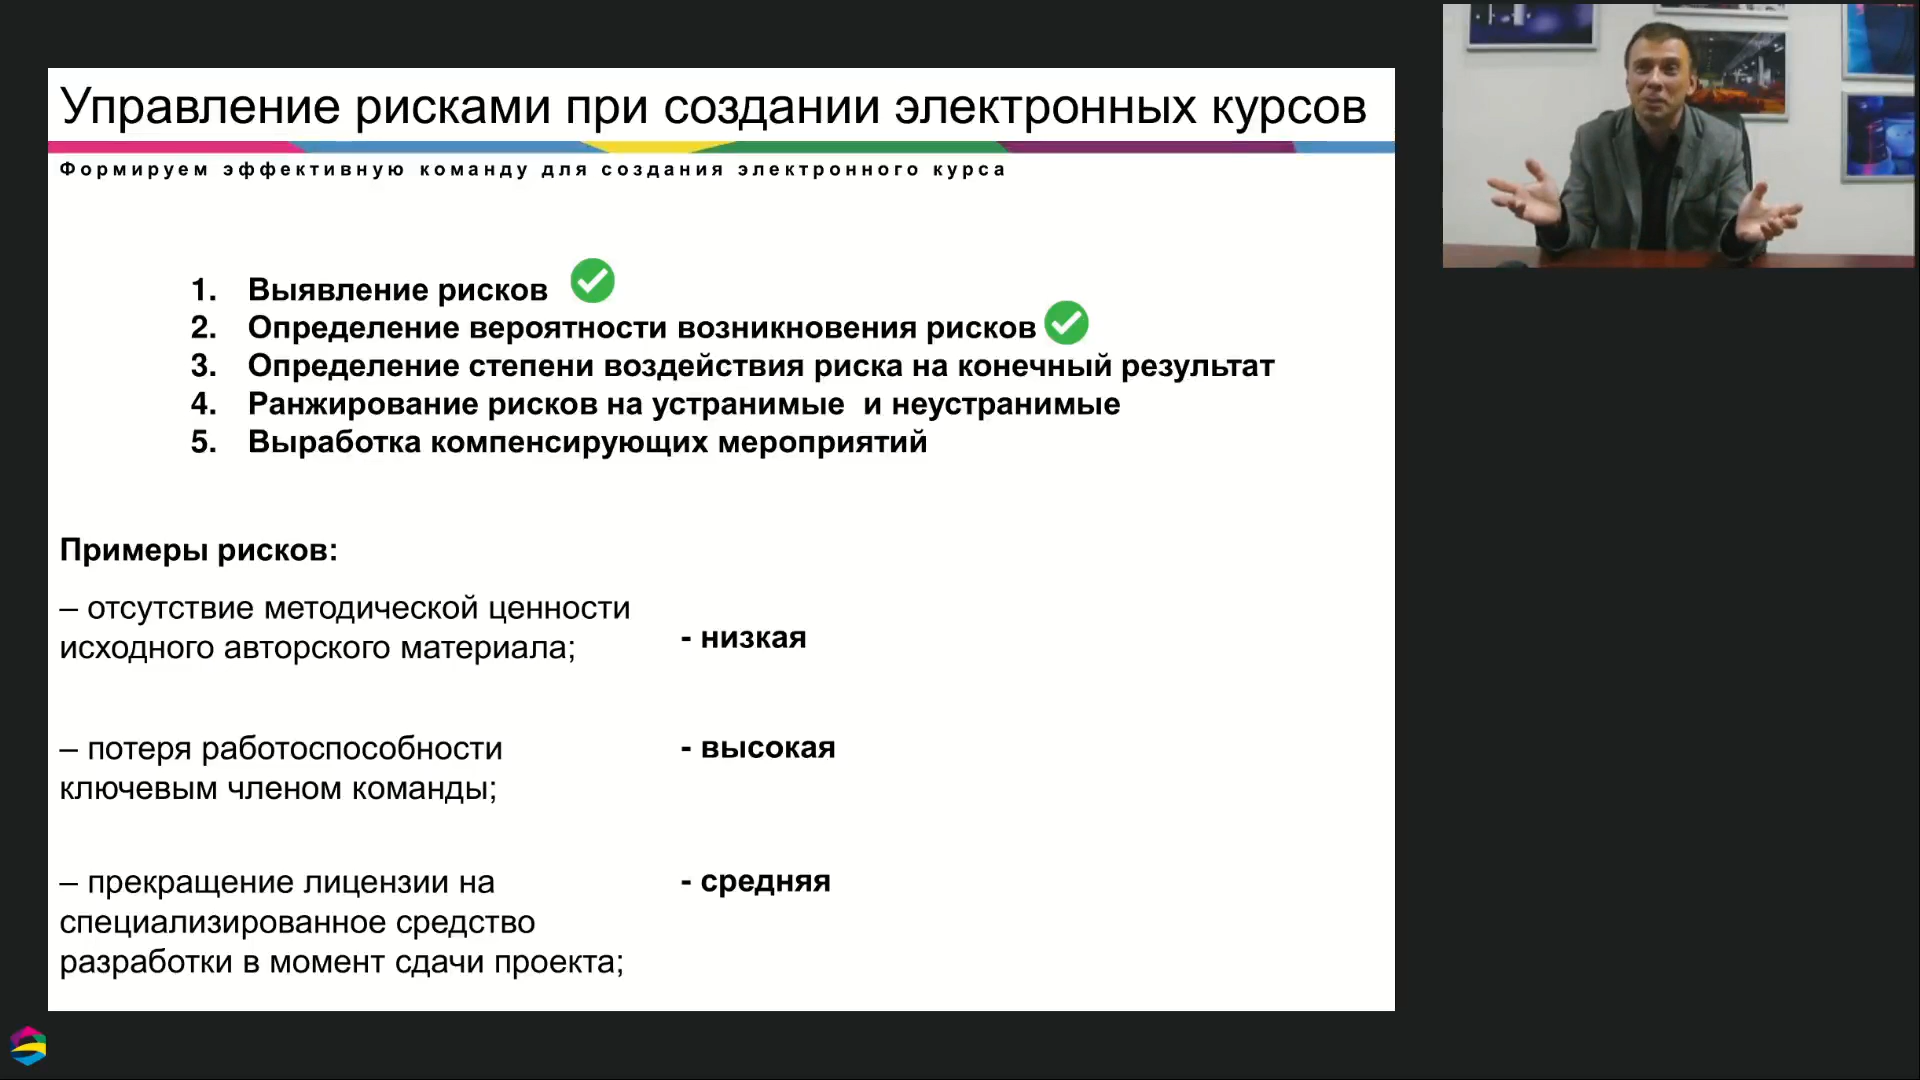 Управление рисками при создании электронных курсов
Формируем эффективную команду для создания электронного курса
1. Выявление рисков
2. Определение вероятности возникновения рисков
3. Определение степени воздействия риска на конечный результат
4. Ранжирование рисков на устранимые  и неустранимые
5. Выработка компенсирующих мероприятий
Примеры рисков:
– отсутствие методической ценности
исходного авторского материала;
- низкая
– потеря работоспособности
ключевым членом команды;
- высокая
– прекращение лицензии на
специализированное средство
разработки в момент сдачи проекта;
- средняя